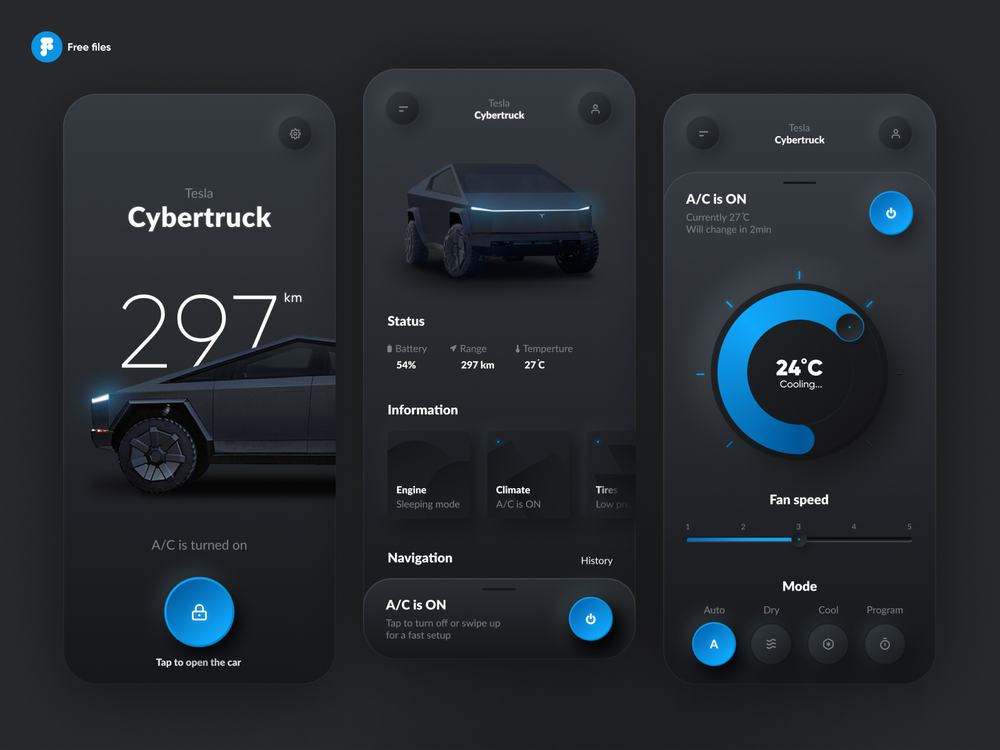 Free files
Tesla
Cybertruck
297 km
A/C is turned on
Tap to open the car
Tesla
Cybertruck
Status
Battery
Range
Temperture
54%
297 km
27°C
Information
Engine
Sleeping mode
Climate
A/C is ON
Tires
Low
Navigation
History
A/C is ON
Tap to turn off or swipe up
for a fast setup
Tesla
Cybertruck
A/C is ON
Currently 27°C
Will change in 2min
24°C
Cooling...
Fan speed
1 2 3 4 5
Mode
Auto Dry Cool Program
A